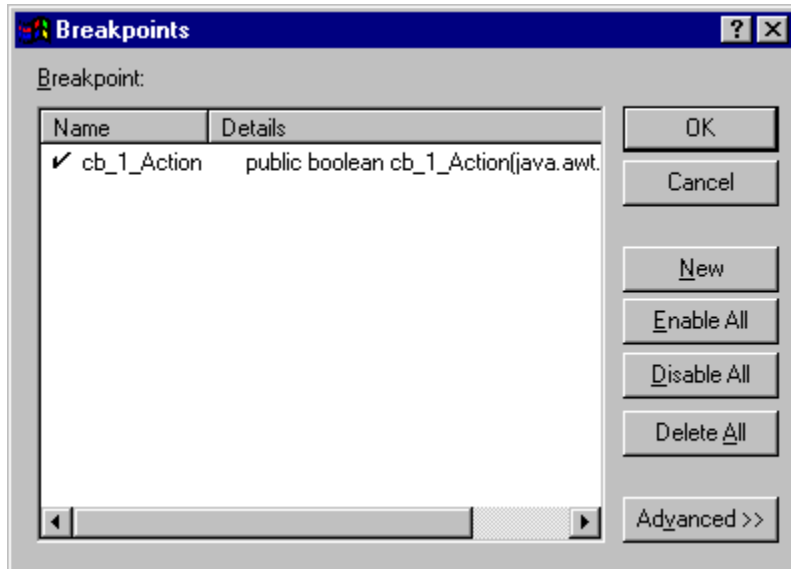 Breakpoints
Breakpoint:
Name Details
✔ cb_1_Action public boolean cb_1_Action(java.awt.
OK
Cancel
New
Enable All
Disable All
Delete All
Advanced >>